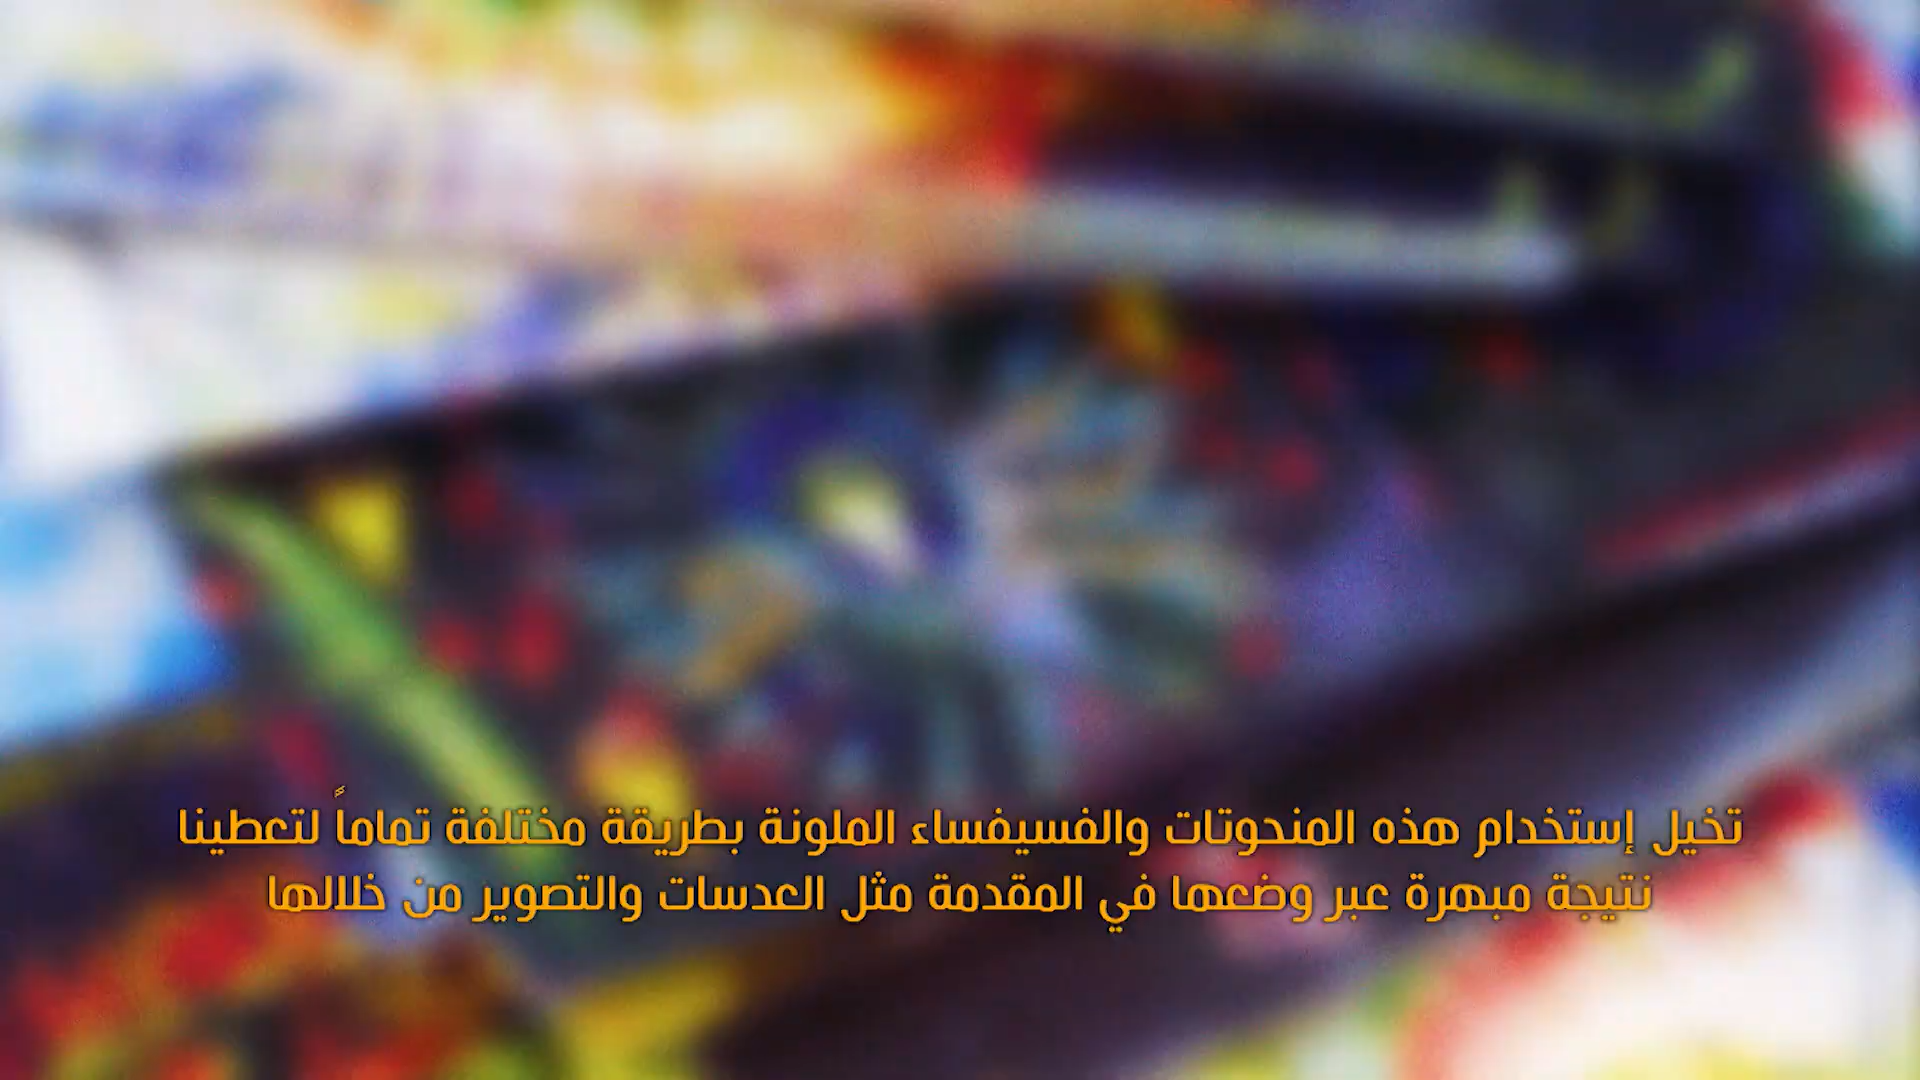 تخيل إستخدام هذه المنحوتات والفسيفساء الملونة بطريقة مختلفة تماماً لتعطينا
نتيجة مبهرة عبر وضعها في المقدمة مثل العدسات والتصوير من خلالها